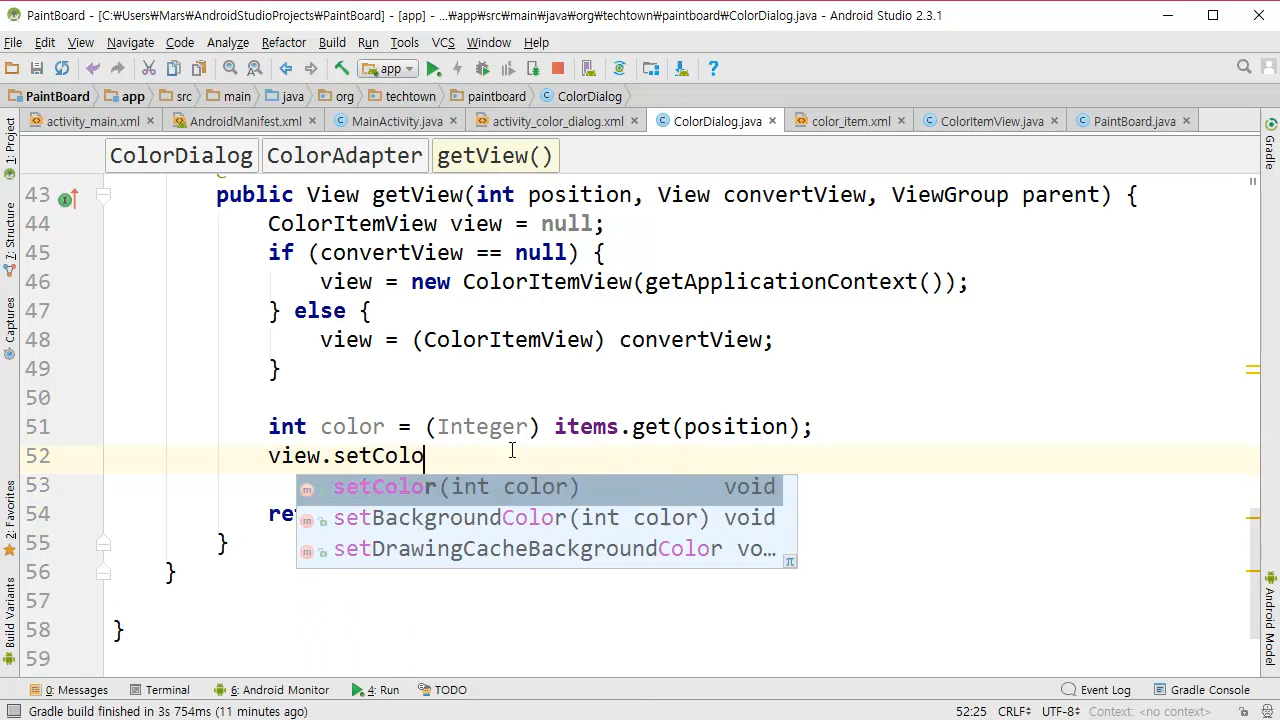 PaintBoard - [C:\Users\Mars\AndroidStudioProjects\PaintBoard] - [app] - ...\app\src\main\java\org\techtown\paintboard\ColorDialog.java - Android Studio 2.3.1
File Edit View Navigate Code Analyze Refactor Build Run Tools VCS Window Help
app
PaintBoard app src main java org techtown paintboard ColorDialog
activity_main.xml AndroidManifest.xml MainActivity.java activity_color_dialog.xml ColorDialog.java color_item.xml ColorItemView.java PaintBoard.java
ColorDialog ColorAdapter getView()
43 public View getView(int position, View convertView, ViewGroup parent) {
44 ColorItemView view = null;
45 if (convertView == null) {
46 view = new ColorItemView(getApplicationContext());
47 } else {
48 view = (ColorItemView) convertView;
49 }
50
51 int color = (Integer) items.get(position);
52 view.setColo
53 setColor(int color) void
setBackgroundColor(int color) void
54 re
setDrawingCacheBackgroundColor vo...
55 }
56 }
57
58 }
59
1: Project
7: Structure
Captures
2: Favorites
Build Variants
Gradle
Android Model
0: Messages Terminal 6: Android Monitor 4: Run TODO Event Log Gradle Console
Gradle build finished in 3s 754ms (11 minutes ago) 52:25 CRLF UTF-8 Context: <no context>